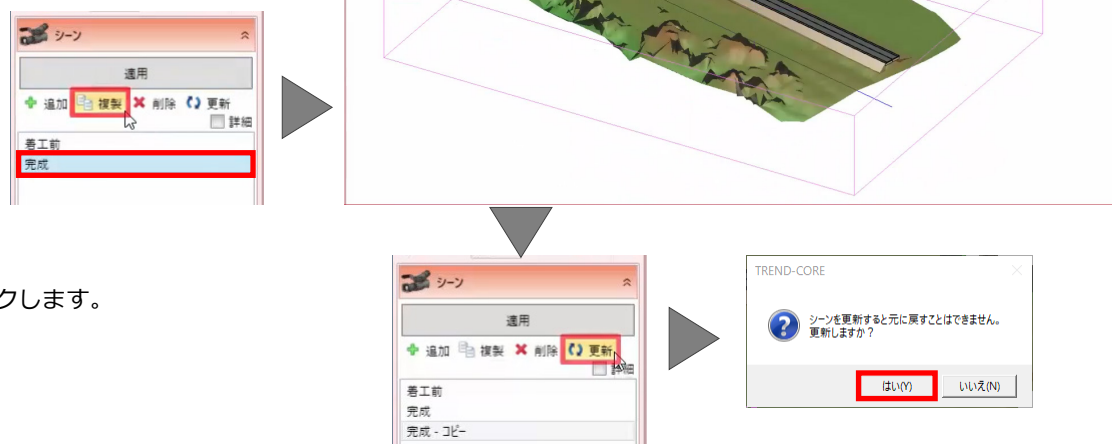 シーン
適用
追加 複製 削除 更新
詳細
着工前
完成
クします。
シーン
適用
追加 複製 削除 更新
詳細
着工前
完成
完成 - コピー
TREND-CORE
シーンを更新すると元に戻すことはできません。
更新しますか？
はい(Y) いいえ(N)